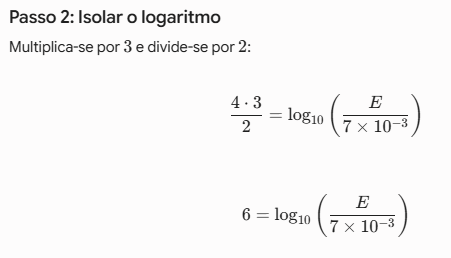 Passo 2: Isolar o logaritmo
Multiplica-se por 3 e divide-se por 2:
\frac{4 \cdot 3}{2} = \log_{10} \left( \frac{E}{7 \times 10^{-3}} \right)
6 = \log_{10} \left( \frac{E}{7 \times 10^{-3}} \right)